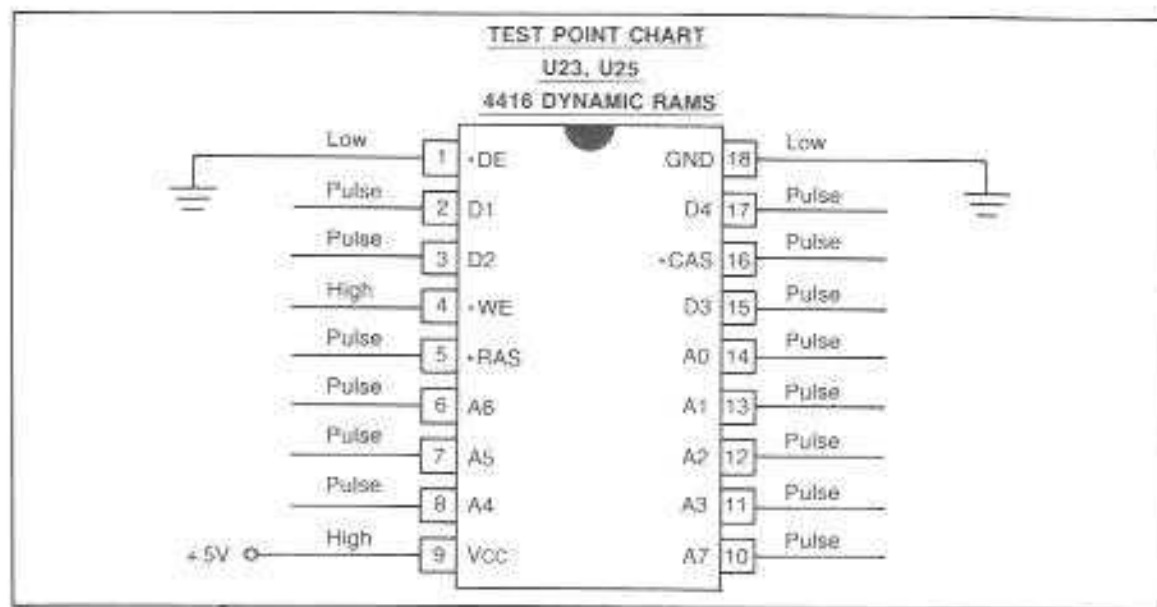 TEST POINT CHART
U23, U25
4416 DYNAMIC RAMS
Low 1 *DE GND 18 Low
Pulse 2 D1 D4 17 Pulse
Pulse 3 D2 *CAS 16 Pulse
High 4 *WE D3 15 Pulse
Pulse 5 *RAS A0 14 Pulse
Pulse 6 A6 A1 13 Pulse
Pulse 7 A5 A2 12 Pulse
Pulse 8 A4 A3 11 Pulse
+5V High 9 VCC A7 10 Pulse